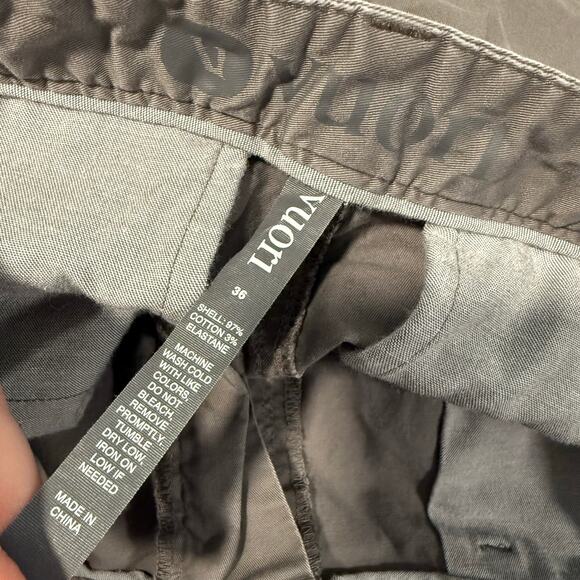 vuori
vuori
36
SHELL: 97%
COTTON 3%
ELASTANE
MACHINE
WASH COLD
WITH LIKE
COLORS,
DO NOT
BLEACH,
REMOVE
PROMPTLY.
TUMBLE
DRY LOW,
IRON ON
LOW IF
NEEDED
MADE IN
CHINA